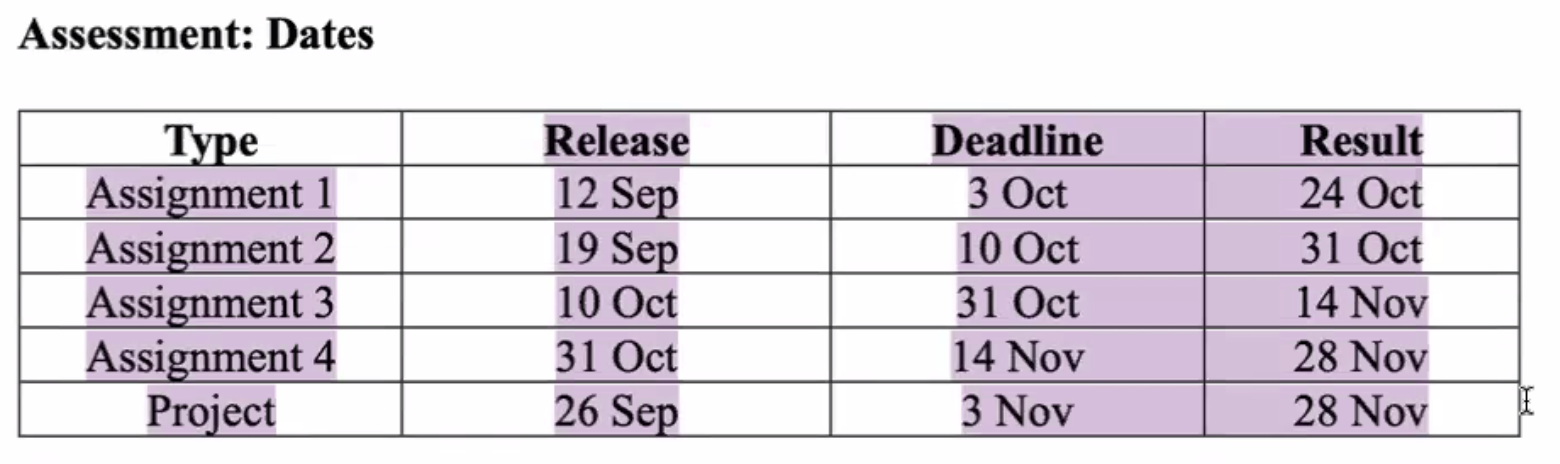 Assessment: Dates
Type Release Deadline Result
Assignment 1 12 Sep 3 Oct 24 Oct
Assignment 2 19 Sep 10 Oct 31 Oct
Assignment 3 10 Oct 31 Oct 14 Nov
Assignment 4 31 Oct 14 Nov 28 Nov
Project 26 Sep 3 Nov 28 Nov